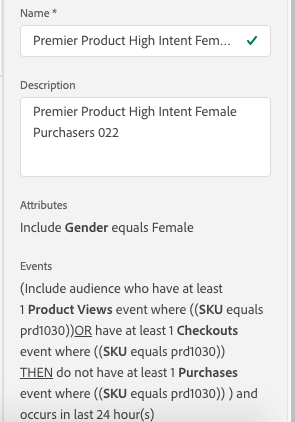 Name *
Premier Product High Intent Fem...
Description
Premier Product High Intent Female
Purchasers 022
Attributes
Include Gender equals Female
Events
(Include audience who have at least
1 Product Views event where ((SKU equals
prd1030))OR have at least 1 Checkouts
event where ((SKU equals prd1030))
THEN do not have at least 1 Purchases
event where ((SKU equals prd1030)) ) and
occurs in last 24 hour(s)